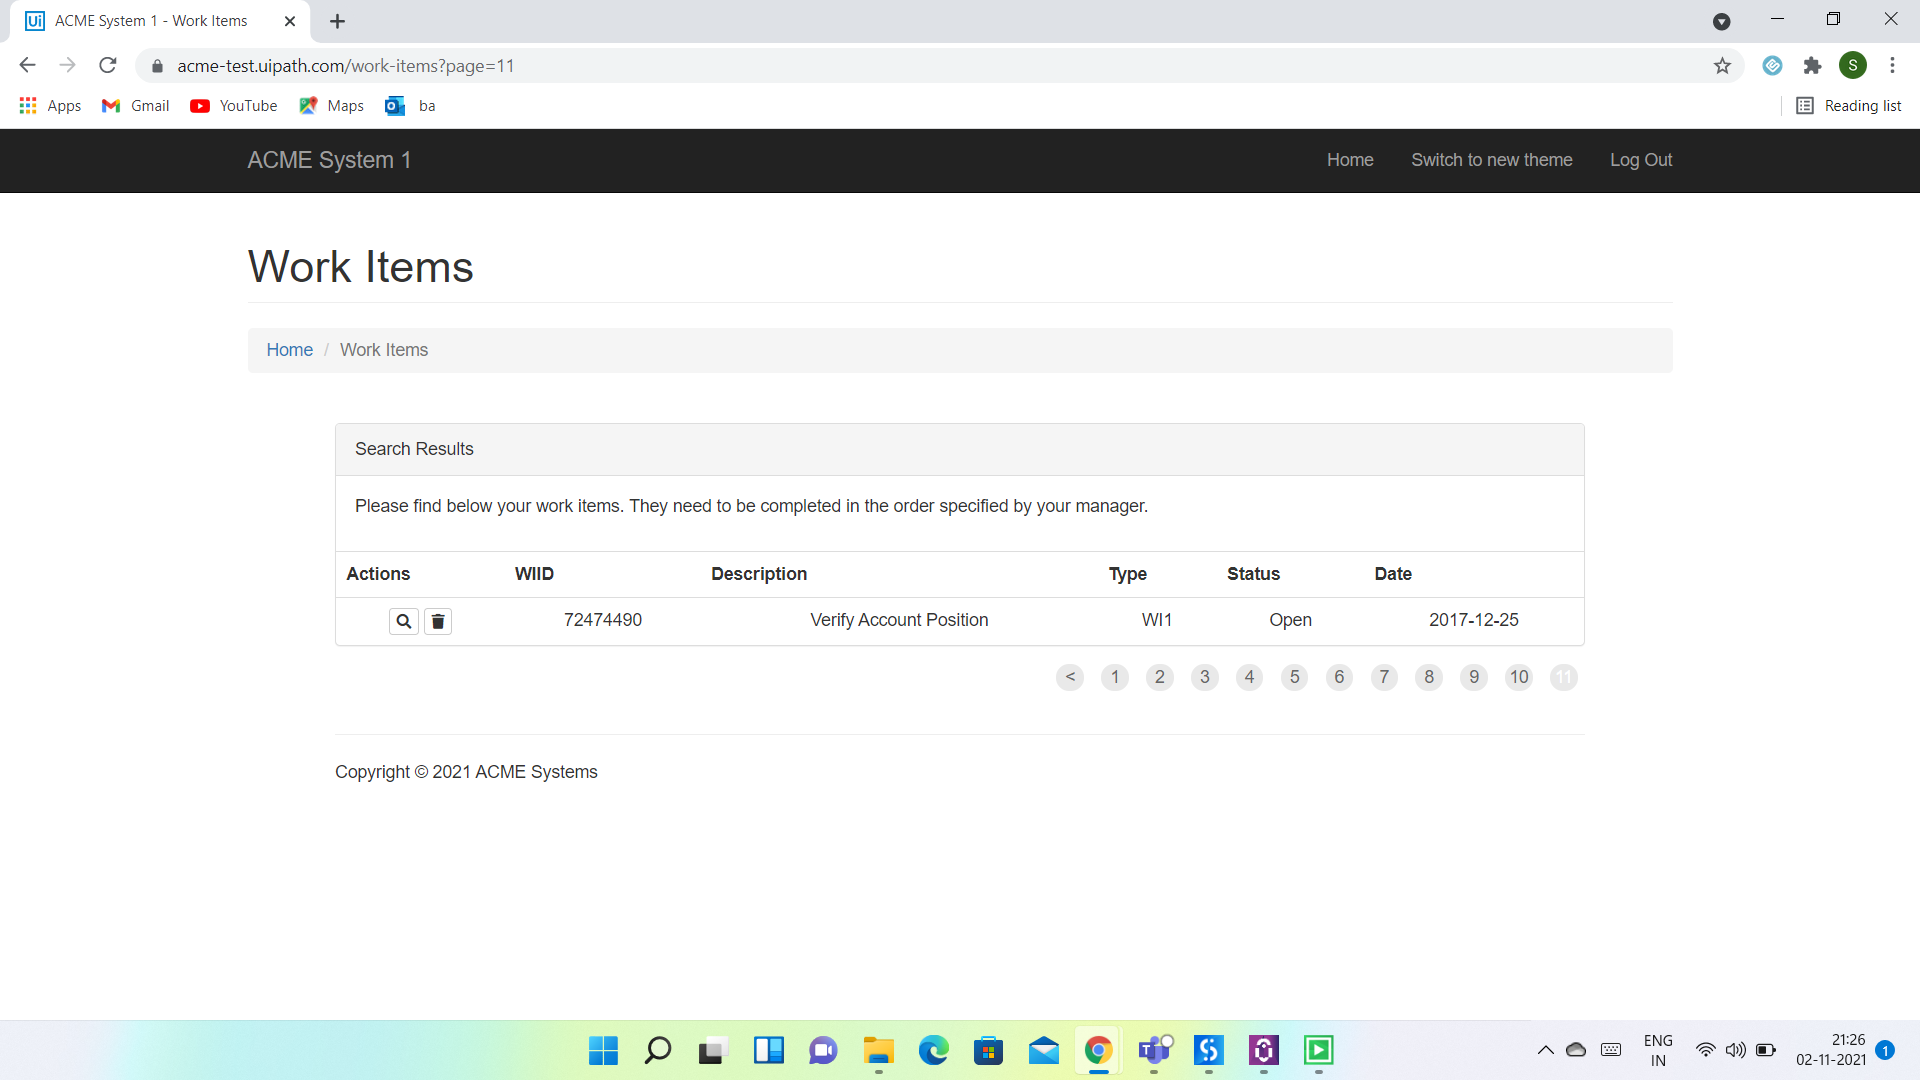 Ui ACME System 1 - Work Items
acme-test.uipath.com/work-items?page=11
S
Apps Gmail YouTube Maps ba Reading list
ACME System 1 Home Switch to new theme Log Out
Work Items
Home / Work Items
Search Results
Please find below your work items. They need to be completed in the order specified by your manager.
Actions WIID Description Type Status Date
72474490 Verify Account Position WI1 Open 2017-12-25
< 1 2 3 4 5 6 7 8 9 10 11
Copyright © 2021 ACME Systems
ENG 21:26
IN 02-11-2021 1